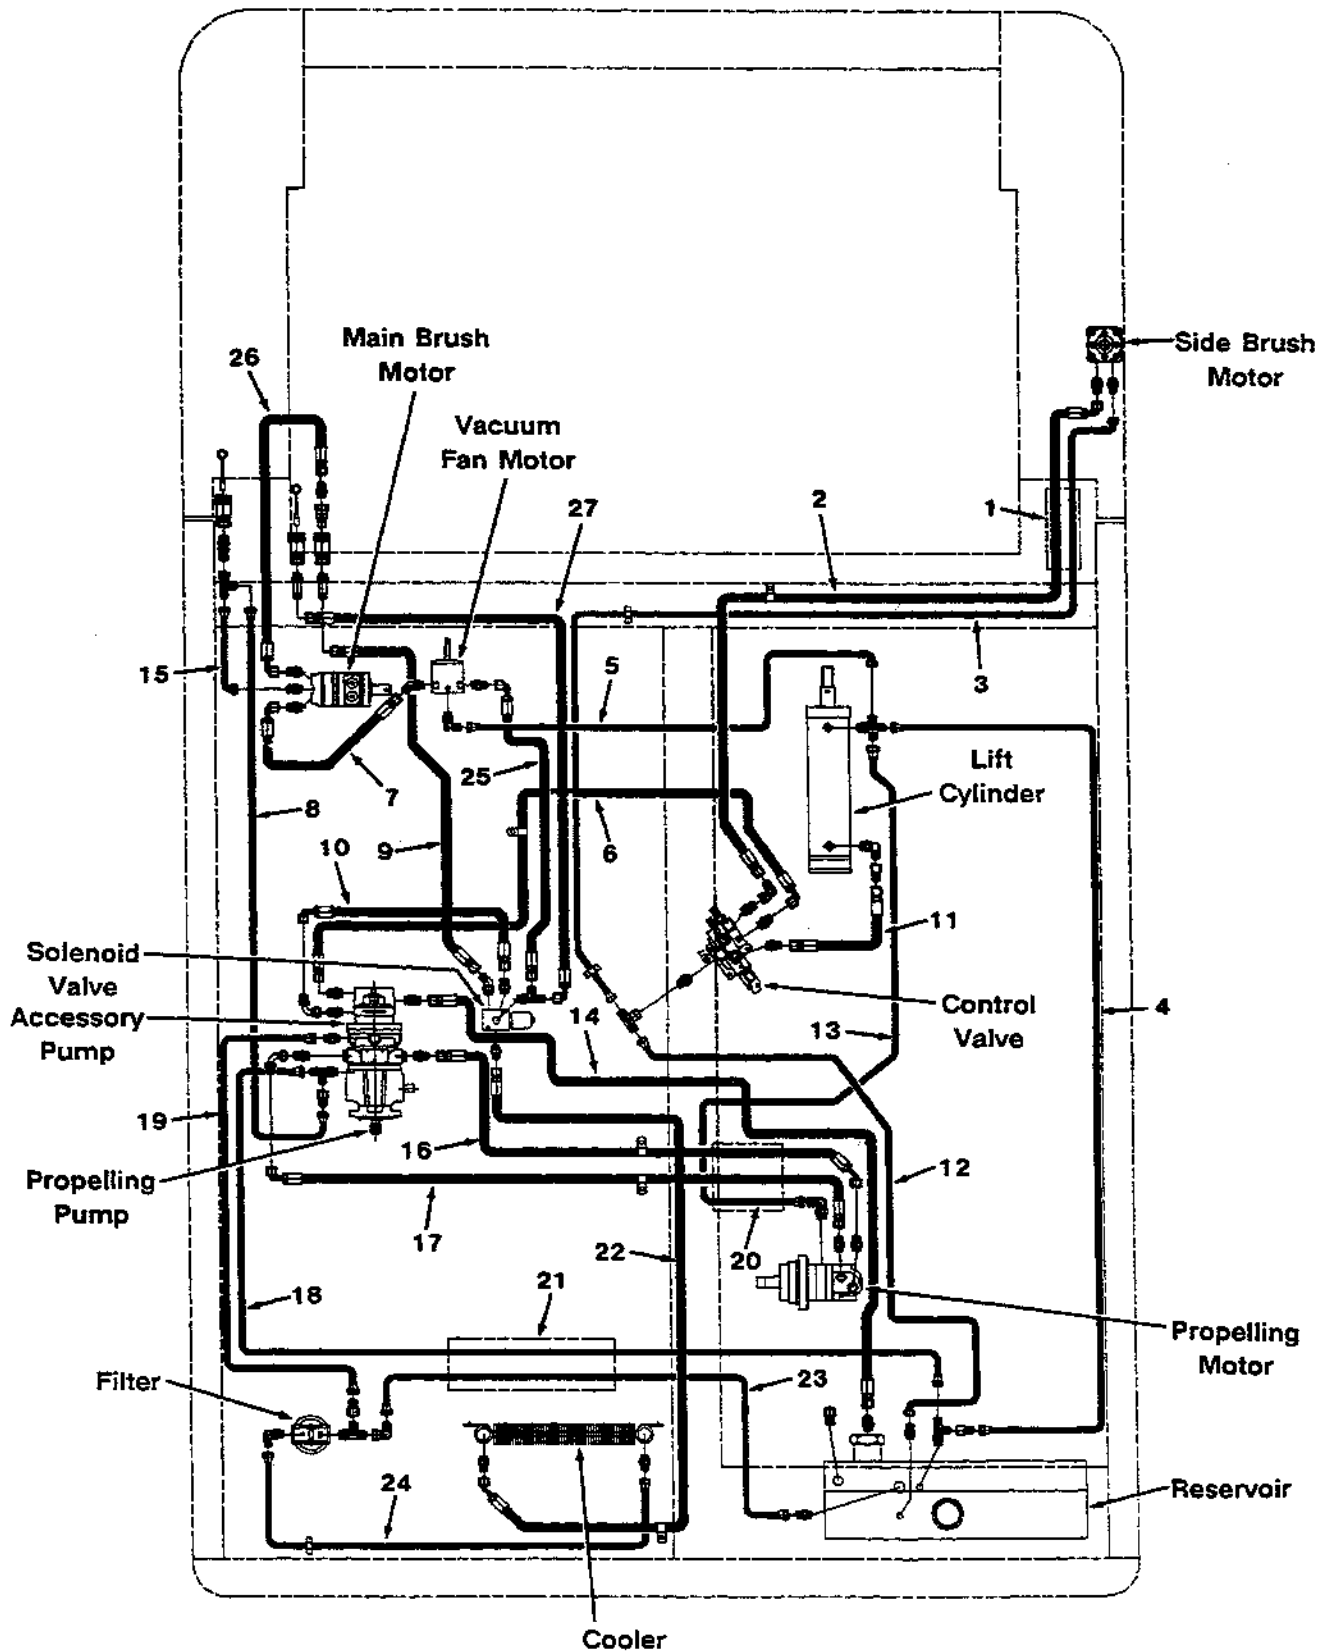 Main Brush
Motor
26
Side Brush
Motor
Vacuum
Fan Motor
27
2
1
15
5
3
7
25
Lift
Cylinder
8
9
6
10
11
Solenoid
Valve
Accessory
Pump
14
Control
Valve
13
4
19
16
12
Propelling
Pump
17
22
20
18
21
Propelling
Motor
Filter
23
24
Reservoir
Cooler